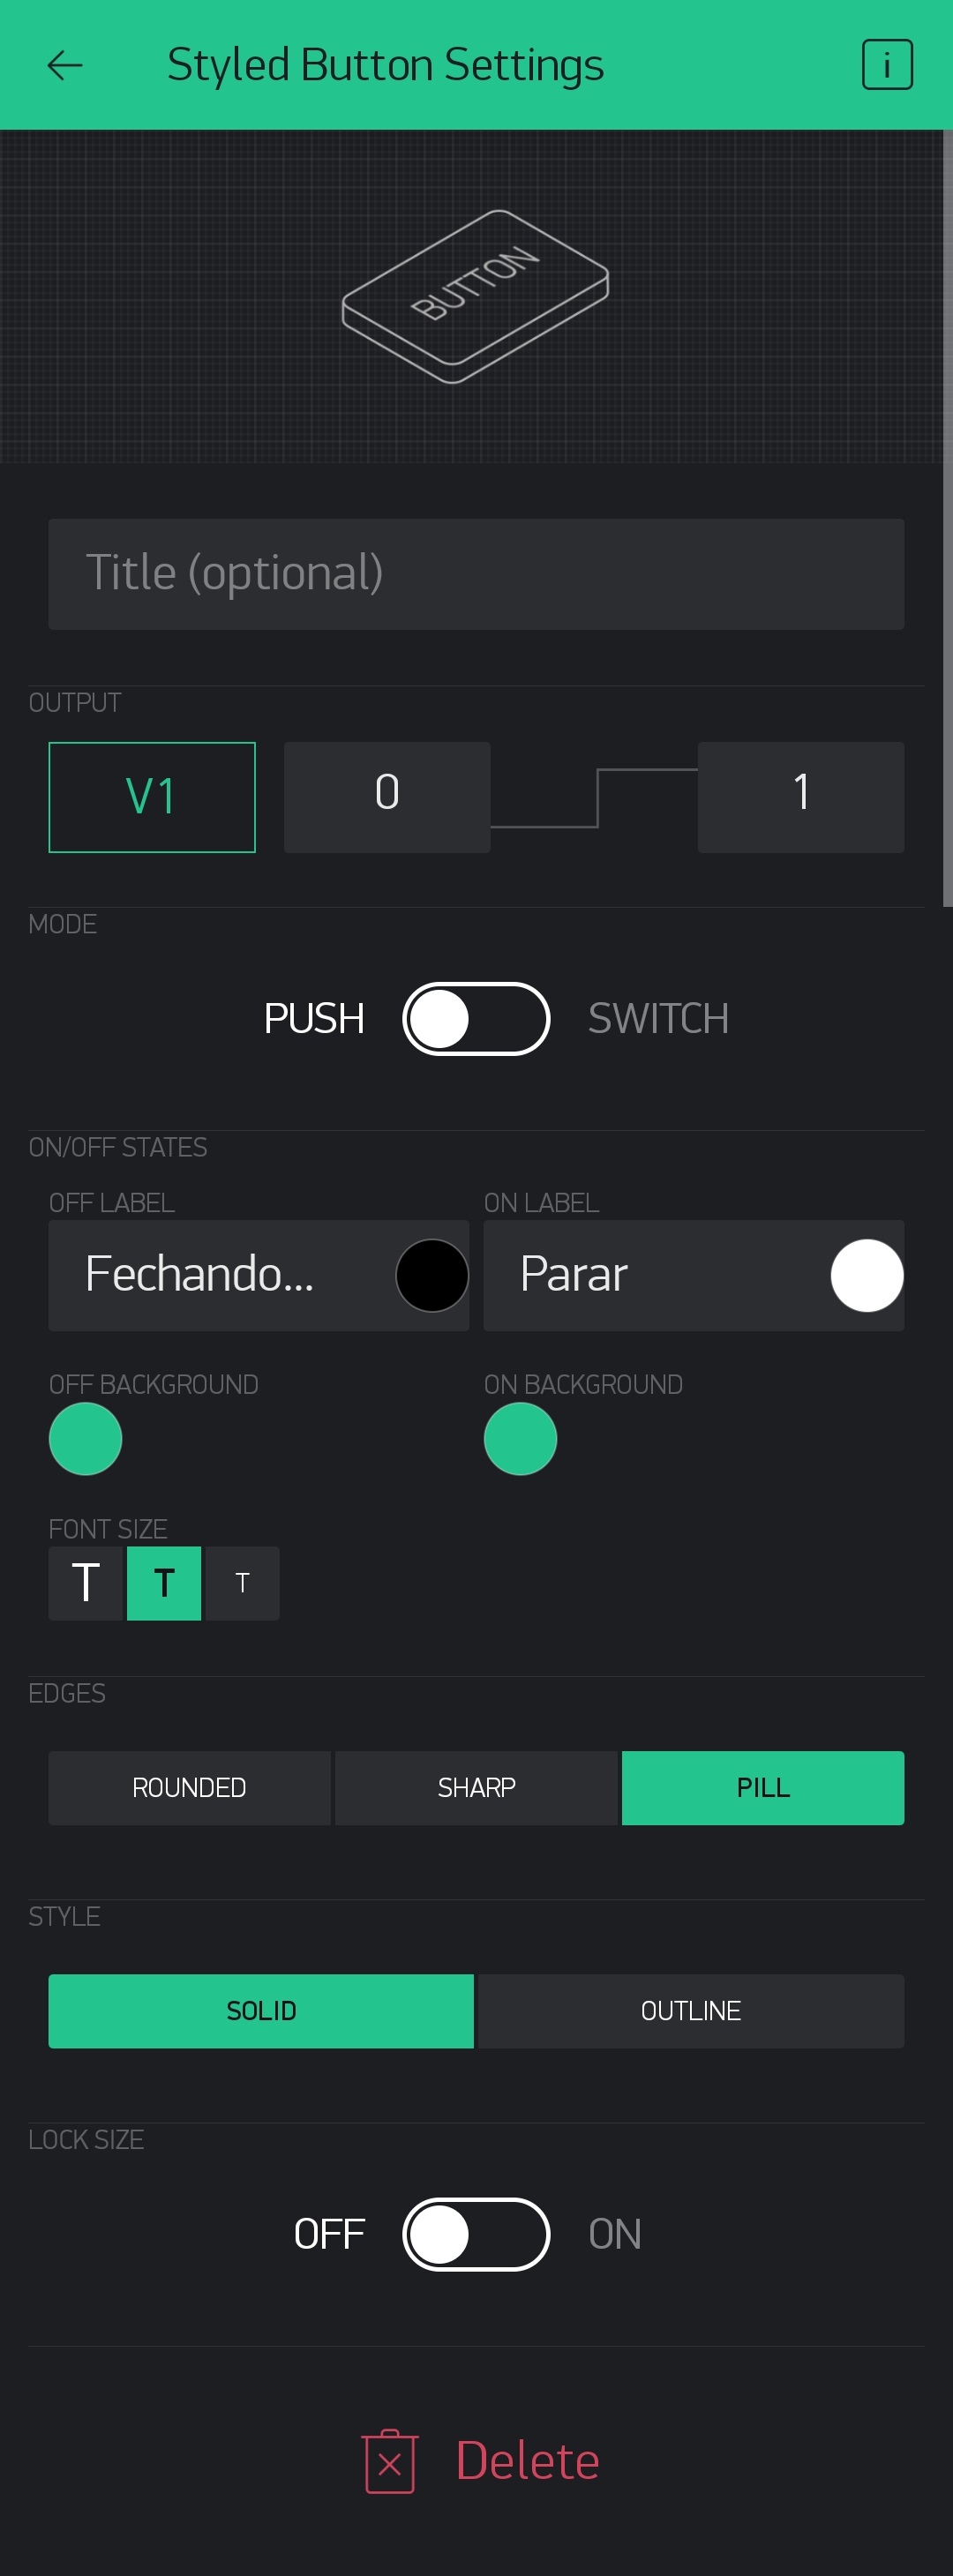 Styled Button Settings
i
BUTTON
Title (optional)
OUTPUT
V1 0 1
MODE
PUSH SWITCH
ON/OFF STATES
OFF LABEL ON LABEL
Fechando... Parar
OFF BACKGROUND ON BACKGROUND
FONT SIZE
T T T
EDGES
ROUNDED SHARP PILL
STYLE
SOLID OUTLINE
LOCK SIZE
OFF ON
Delete